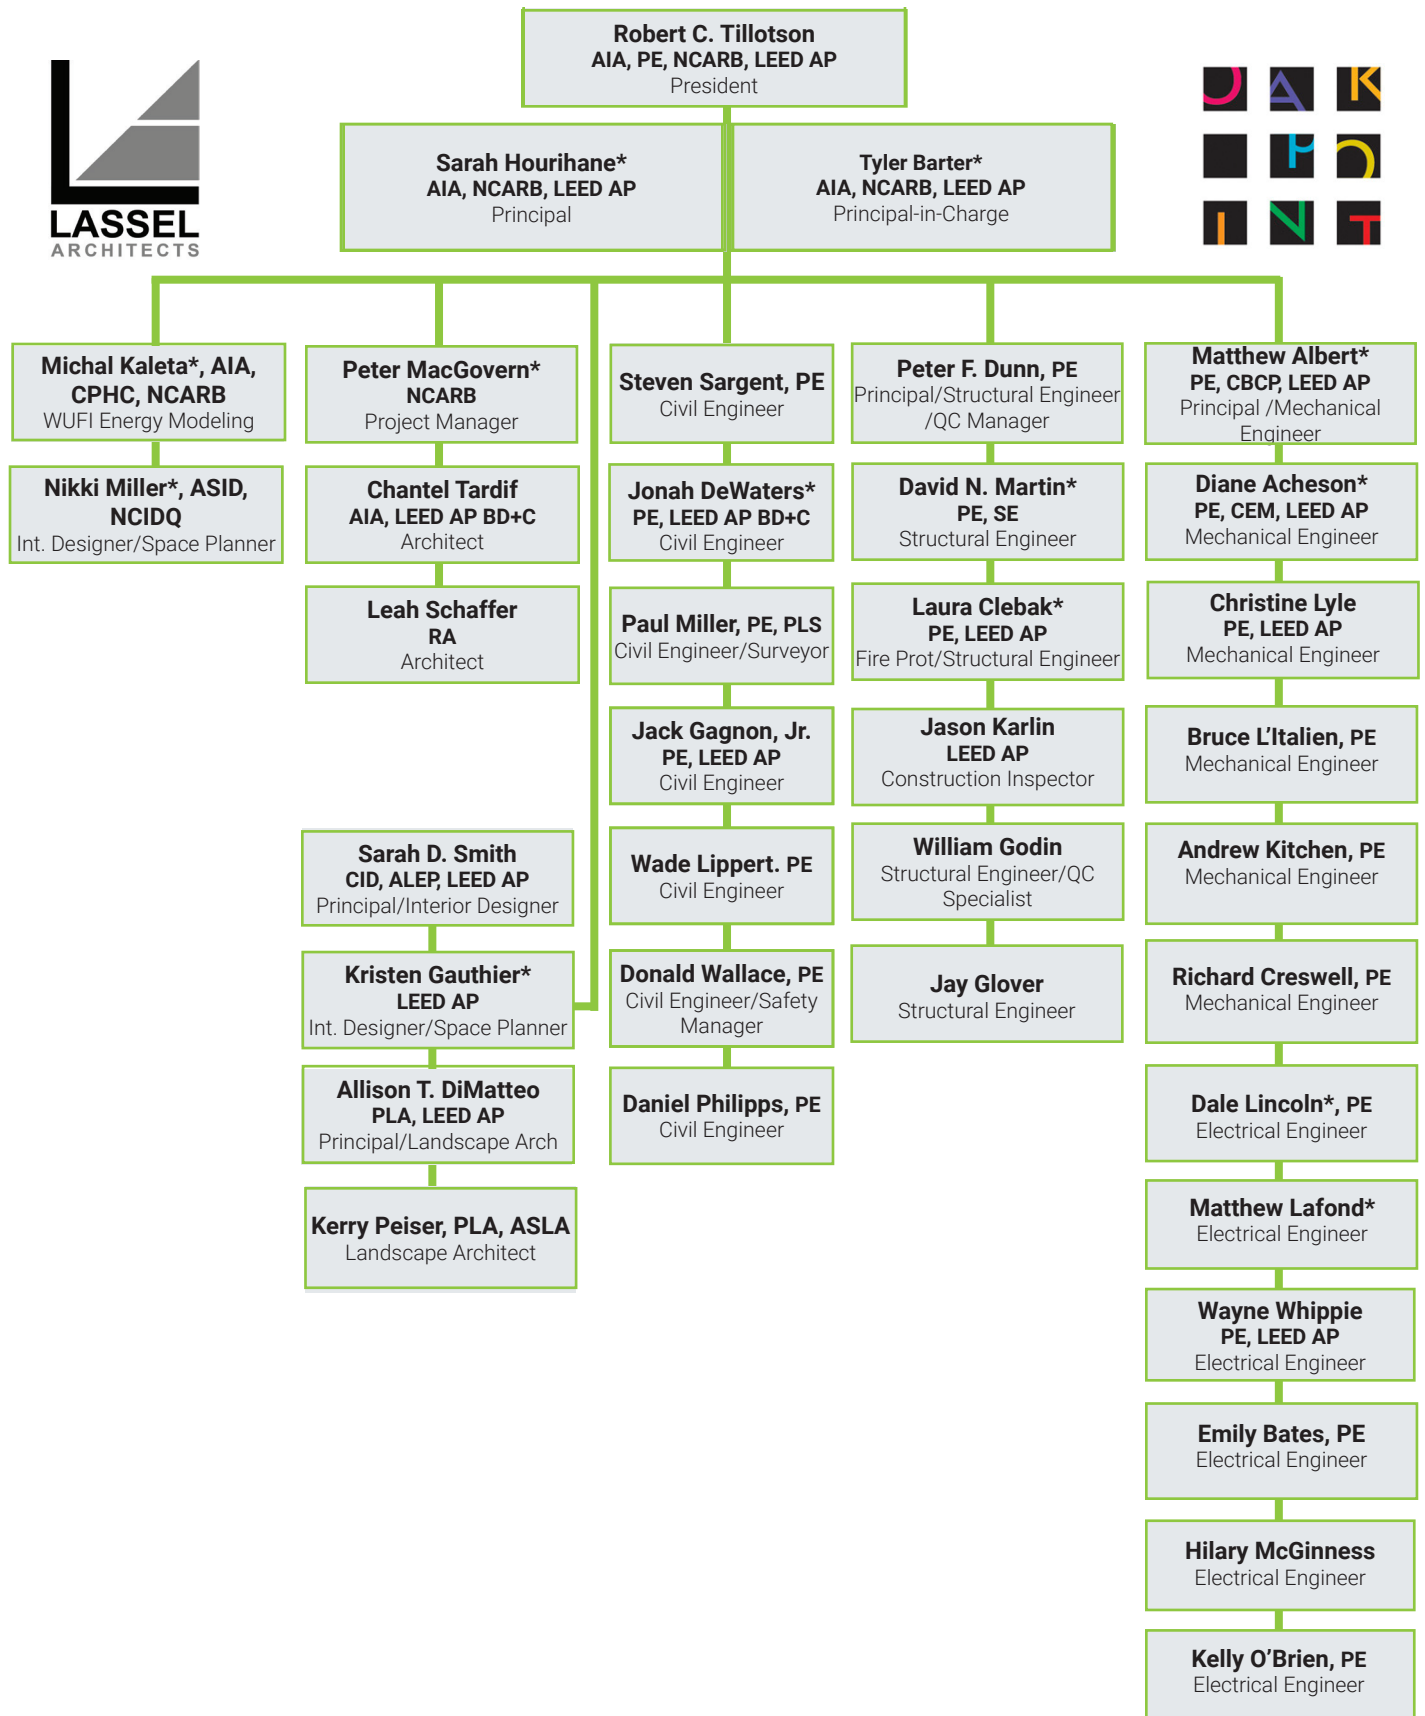 Robert C. Tillotson
AIA, PE, NCARB, LEED AP
President
LASSEL
ARCHITECTS
OAK
PO
INT
Sarah Hourihane*
AIA, NCARB, LEED AP
Principal
Tyler Barter*
AIA, NCARB, LEED AP
Principal-in-Charge
Michal Kaleta*, AIA,
CPHC, NCARB
WUFI Energy Modeling
Nikki Miller*, ASID,
NCIDQ
Int. Designer/Space Planner
Peter MacGovern*
NCARB
Project Manager
Chantel Tardif
AIA, LEED AP BD+C
Architect
Leah Schaffer
RA
Architect
Sarah D. Smith
CID, ALEP, LEED AP
Principal/Interior Designer
Kristen Gauthier*
LEED AP
Int. Designer/Space Planner
Allison T. DiMatteo
PLA, LEED AP
Principal/Landscape Arch
Kerry Peiser, PLA, ASLA
Landscape Architect
Steven Sargent, PE
Civil Engineer
Jonah DeWaters*
PE, LEED AP BD+C
Civil Engineer
Paul Miller, PE, PLS
Civil Engineer/Surveyor
Jack Gagnon, Jr.
PE, LEED AP
Civil Engineer
Wade Lippert. PE
Civil Engineer
Donald Wallace, PE
Civil Engineer/Safety
Manager
Daniel Philipps, PE
Civil Engineer
Peter F. Dunn, PE
Principal/Structural Engineer
/QC Manager
David N. Martin*
PE, SE
Structural Engineer
Laura Clebak*
PE, LEED AP
Fire Prot/Structural Engineer
Jason Karlin
LEED AP
Construction Inspector
William Godin
Structural Engineer/QC
Specialist
Jay Glover
Structural Engineer
Matthew Albert*
PE, CBCP, LEED AP
Principal /Mechanical
Engineer
Diane Acheson*
PE, CEM, LEED AP
Mechanical Engineer
Christine Lyle
PE, LEED AP
Mechanical Engineer
Bruce L'Italien, PE
Mechanical Engineer
Andrew Kitchen, PE
Mechanical Engineer
Richard Creswell, PE
Mechanical Engineer
Dale Lincoln*, PE
Electrical Engineer
Matthew Lafond*
Electrical Engineer
Wayne Whippie
PE, LEED AP
Electrical Engineer
Emily Bates, PE
Electrical Engineer
Hilary McGinness
Electrical Engineer
Kelly O'Brien, PE
Electrical Engineer